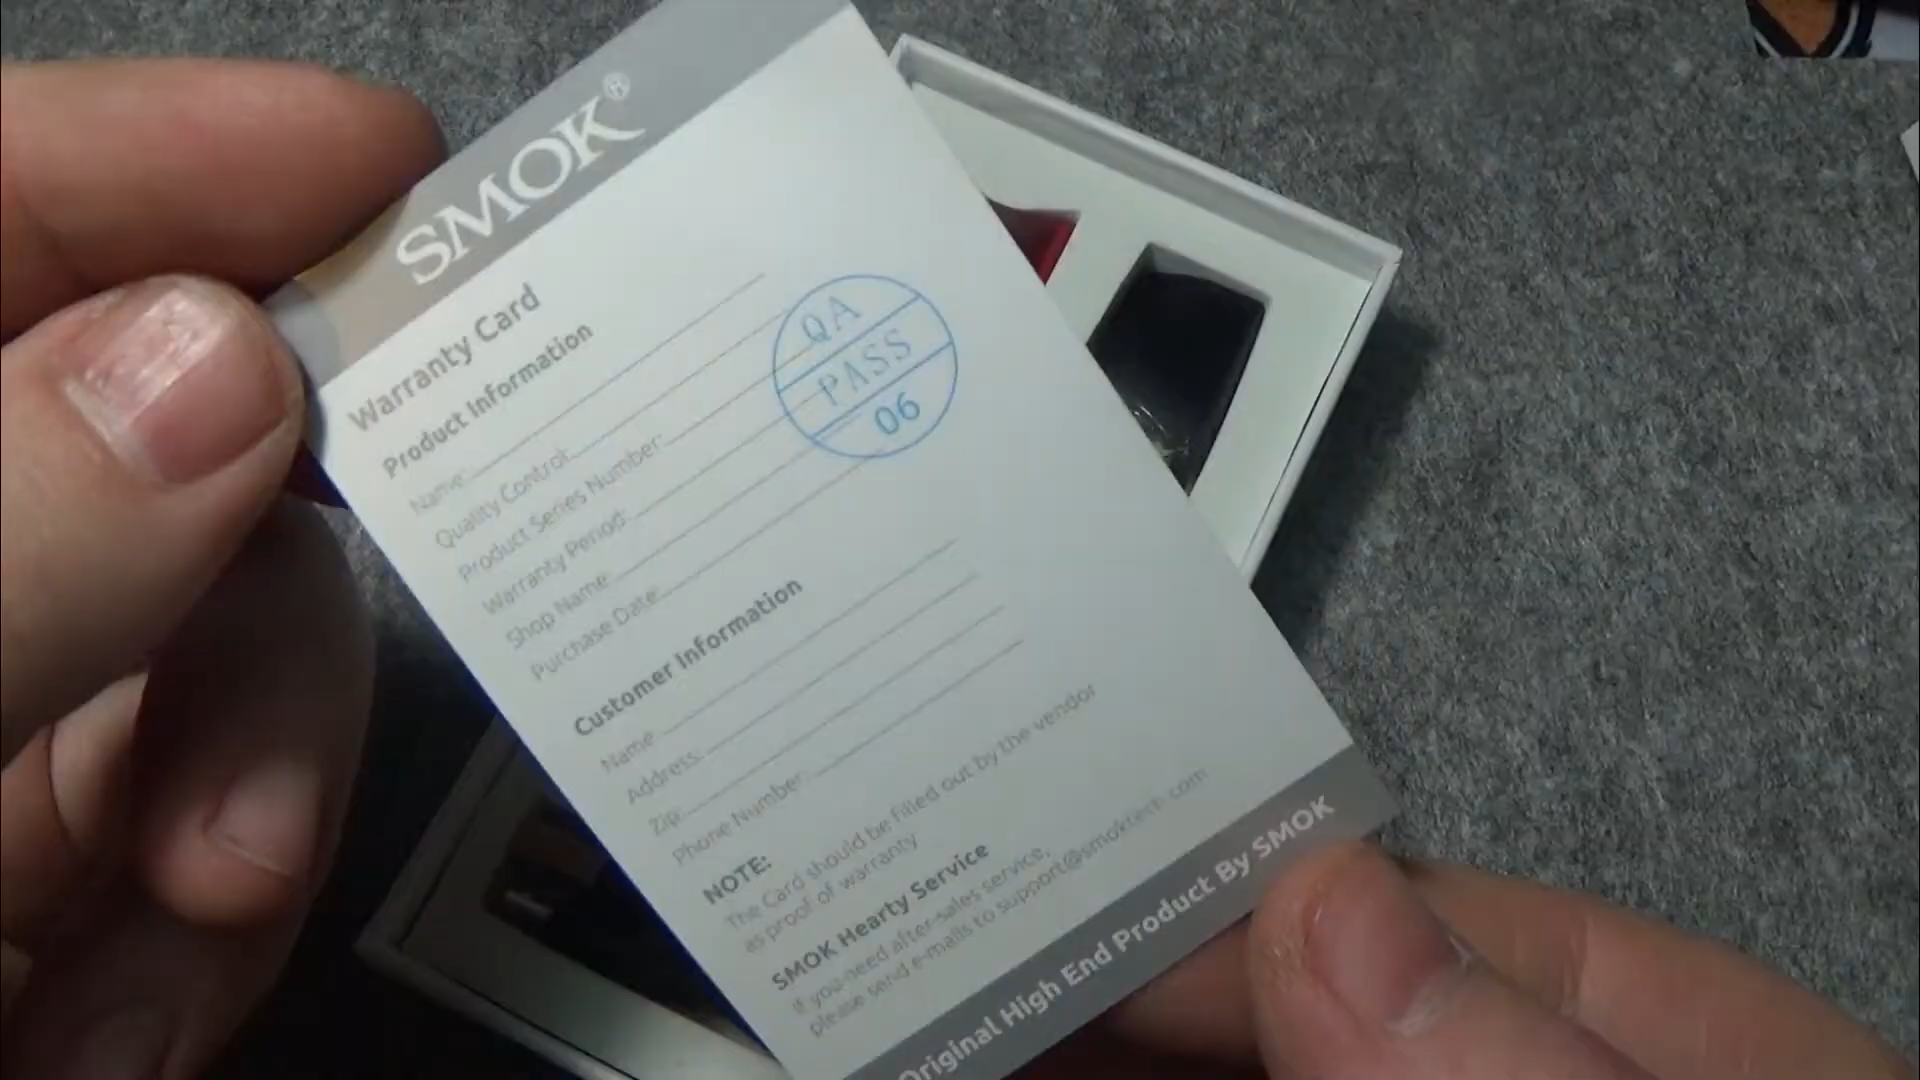 SMOK®
Warranty Card
Product Information
Name:
Quality Control:
Product Series Number:
Warranty Period:
Shop Name:
Purchase Date:
QA
PASS
06
Customer Information
Name:
Address:
Zip:
Phone Number:
NOTE:
The Card should be filled out by the vendor
as proof of warranty
SMOK Hearty Service
If you need after-sales service,
please send e-mails to support@smoktech.com
Original High End Product By SMOK